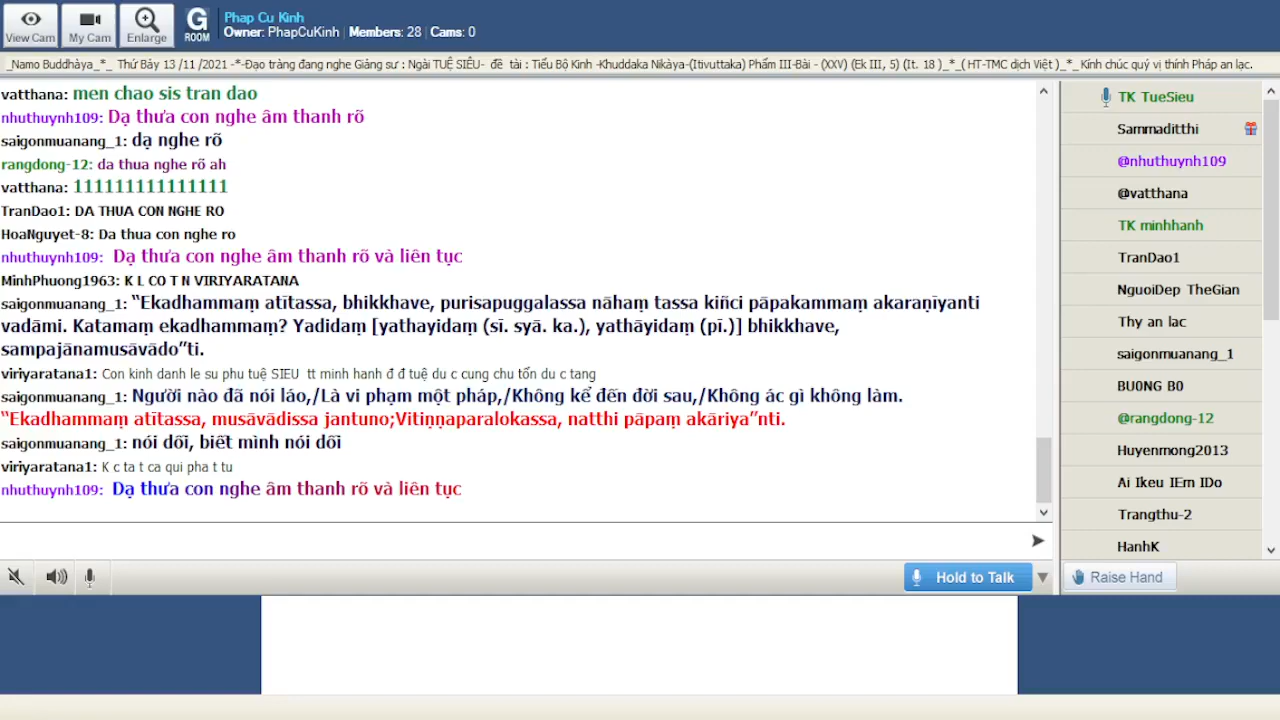 View Cam
My Cam
Enlarge
G
ROOM
Phap Cu Kinh
Owner: PhapCuKinh | Members: 28 | Cams: 0
_Namo Buddhàya_*_ Thứ Bảy 13 /11 /2021 -*-Đạo tràng đang nghe Giảng sư : Ngài TUỆ SIÊU- đề tài : Tiểu Bộ Kinh -Khuddaka Nikàya-(Itivuttaka) Phẩm III-Bài - (XXV) (Ek III, 5) (It. 18 )_*_( HT-TMC dịch Việt )_*_Kính chúc quý vị thính Pháp an lạc.
vatthana: men chao sis tran dao
nhuthuynh109: Dạ thưa con nghe âm thanh rõ
saigonmuanang_1: dạ nghe rõ
rangdong-12: da thua nghe rõ ah
vatthana: 111111111111111
TranDao1: DA THUA CON NGHE RO
HoaNguyet-8: Da thua con nghe ro
nhuthuynh109: Dạ thưa con nghe âm thanh rõ và liên tục
MinhPhuong1963: K L CO T N VIRIYARATANA
saigonmuanang_1: “Ekadhammaṃ atītassa, bhikkhave, purisapuggalassa nāhaṃ tassa kiñci pāpakammaṃ akaraṇīyanti
vadāmi. Katamaṃ ekadhammaṃ? Yadidaṃ [yathayidaṃ (sī. syā. ka.), yathāyidaṃ (pī.)] bhikkhave,
sampajānamusāvādo”ti.
viriyaratana1: Con kinh danh le su phu tuệ SIEU tt minh hanh đ đ tuệ du c cung chu tổn du c tang
saigonmuanang_1: Người nào đã nói láo,/Là vi phạm một pháp,/Không kể đến đời sau,/Không ác gì không làm.
“Ekadhammaṃ atītassa, musāvādissa jantuno;Vitiṇṇaparalokassa, natthi pāpaṃ akāriya”nti.
saigonmuanang_1: nói dối, biết mình nói dối
viriyaratana1: K c ta t ca qui pha t tu
nhuthuynh109: Dạ thưa con nghe âm thanh rõ và liên tục
TK TueSieu
Sammaditthi
@nhuthuynh109
@vatthana
TK minhhanh
TranDao1
NguoiDep TheGian
Thy an lac
saigonmuanang_1
BU0NG B0
@rangdong-12
Huyenmong2013
Ai Ikeu IEm IDo
Trangthu-2
HanhK
Hold to Talk
Raise Hand